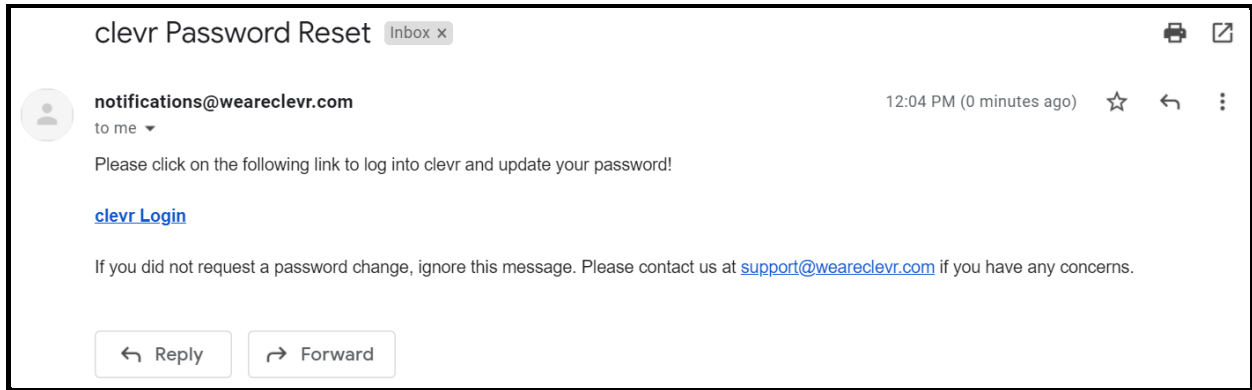 clevr Password Reset Inbox x
notifications@weareclevr.com 12:04 PM (0 minutes ago)
to me
Please click on the following link to log into clevr and update your password!
clevr Login
If you did not request a password change, ignore this message. Please contact us at support@weareclevr.com if you have any concerns.
Reply Forward